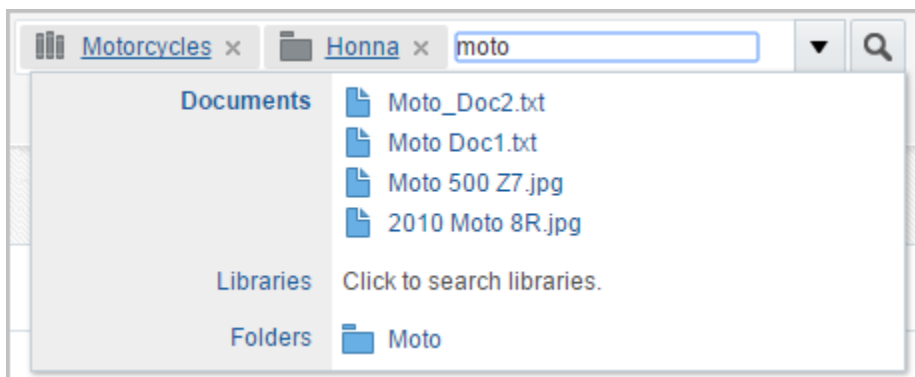 Motorcycles × Honna × moto
Documents Moto_Doc2.txt
Moto Doc1.txt
Moto 500 Z7.jpg
2010 Moto 8R.jpg
Libraries Click to search libraries.
Folders Moto